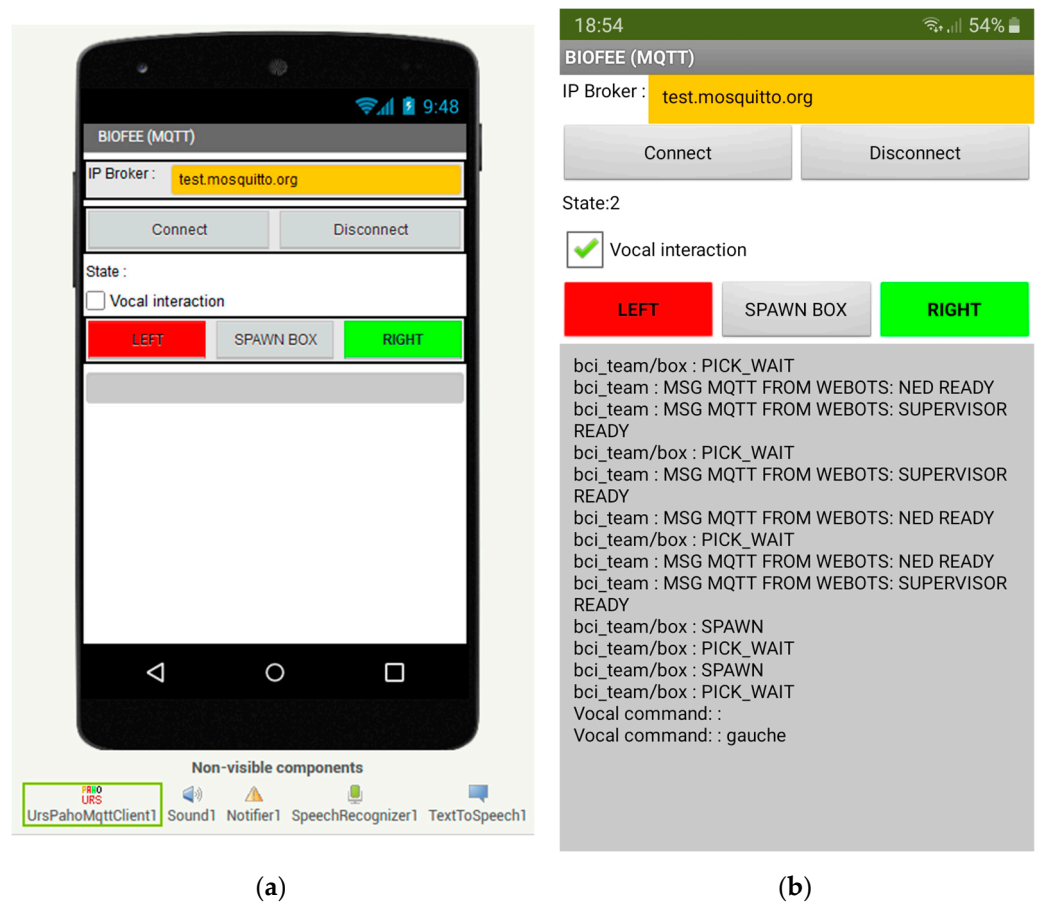 9:48
BIOFEE (MQTT)
IP Broker :
test.mosquitto.org
Connect
Disconnect
State :
Vocal interaction
LEFT
SPAWN BOX
RIGHT
Non-visible components
PAHO
URS
UrsPahoMqttClient1
Sound1
Notifier1
SpeechRecognizer1
TextToSpeech1
(a)
18:54
54%
BIOFEE (MQTT)
IP Broker :
test.mosquitto.org
Connect
Disconnect
State:2
Vocal interaction
LEFT
SPAWN BOX
RIGHT
bci_team/box : PICK_WAIT
bci_team : MSG MQTT FROM WEBOTS: NED READY
bci_team : MSG MQTT FROM WEBOTS: SUPERVISOR
READY
bci_team/box : PICK_WAIT
bci_team : MSG MQTT FROM WEBOTS: SUPERVISOR
READY
bci_team : MSG MQTT FROM WEBOTS: NED READY
bci_team/box : PICK_WAIT
bci_team : MSG MQTT FROM WEBOTS: NED READY
bci_team : MSG MQTT FROM WEBOTS: SUPERVISOR
READY
bci_team/box : SPAWN
bci_team/box : PICK_WAIT
bci_team/box : SPAWN
bci_team/box : PICK_WAIT
Vocal command: :
Vocal command: : gauche
(b)